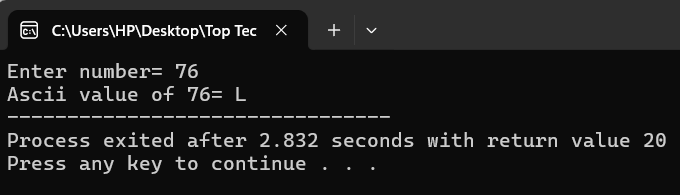 C:\Users\HP\Desktop\Top Tec
Enter number= 76
Ascii value of 76= L
--------------------------------
Process exited after 2.832 seconds with return value 20
Press any key to continue . . .